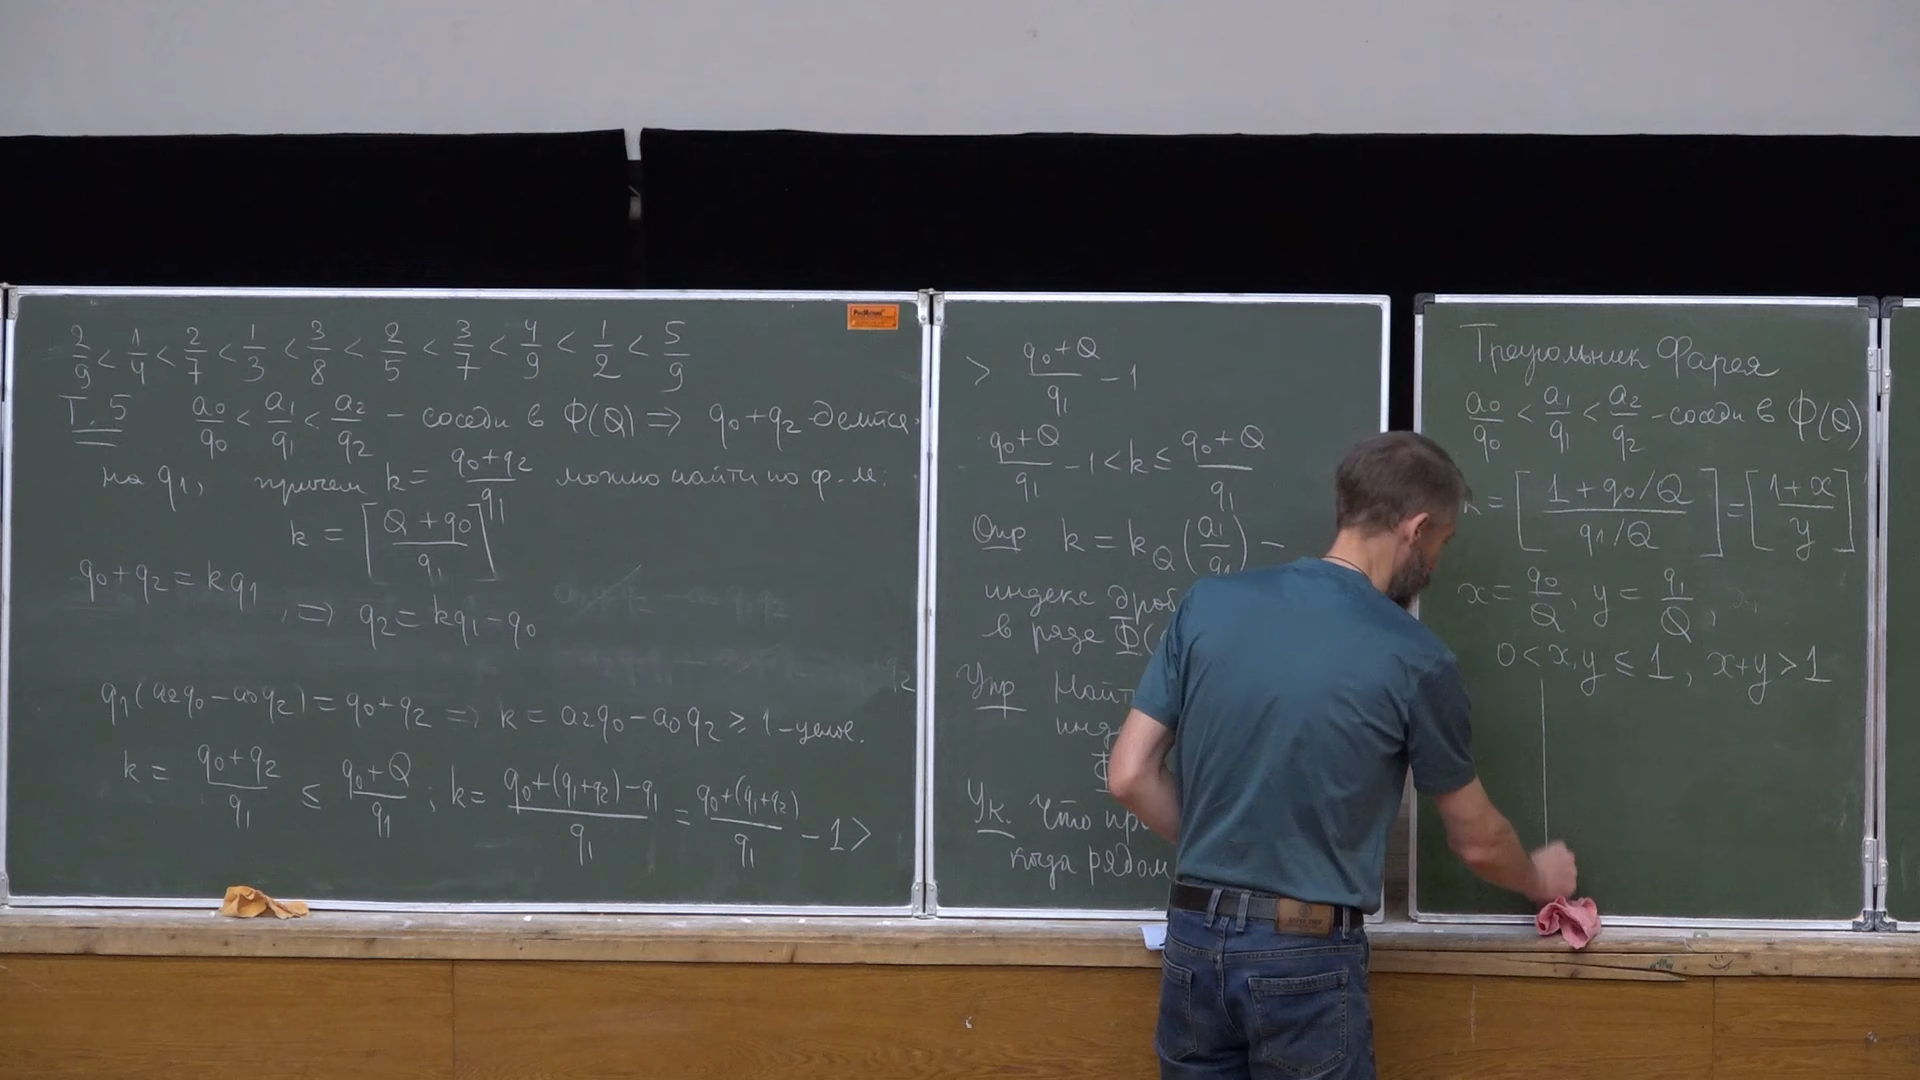 2/9 < 1/4 < 2/7 < 1/3 < 3/8 < 2/5 < 3/7 < 4/9 < 1/2 < 5/9
Т. 5 a₀/q₀ < a₁/q₁ < a₂/q₂ - соседи в Ф(Q) ⇒ q₀+q₂ делится
на q₁, причем k = (q₀+q₂)/q₁ можно найти по ф-ле:
k = [(Q+q₀)/q₁]
q₀+q₂ = kq₁, ⇒ q₂ = kq₁-q₀
q₁(a₂q₀-a₀q₂) = q₀+q₂ ⇒ k = a₂q₀-a₀q₂ ≥ 1-целое.
k = (q₀+q₂)/q₁ ≤ (q₀+Q)/q₁ ; k = (q₀+(q₁+q₂)-q₁)/q₁ = (q₀+(q₁+q₂))/q₁ - 1 >
> (q₀+Q)/q₁ - 1
(q₀+Q)/q₁ - 1 < k ≤ (q₀+Q)/q₁
Опр k = k_Q(a₁/q₁) -
индекс
в ряде Ф(
Упр
Ук. Что
когда рядом
Треугольник Фарея
a₀/q₀ < a₁/q₁ < a₂/q₂ - соседи в Ф(Q)
k = [(1+q₀/Q)/(q₁/Q)] = [(1+x)/y],
x = q₀/Q, y = q₁/Q,
0 < x,y ≤ 1, x+y > 1